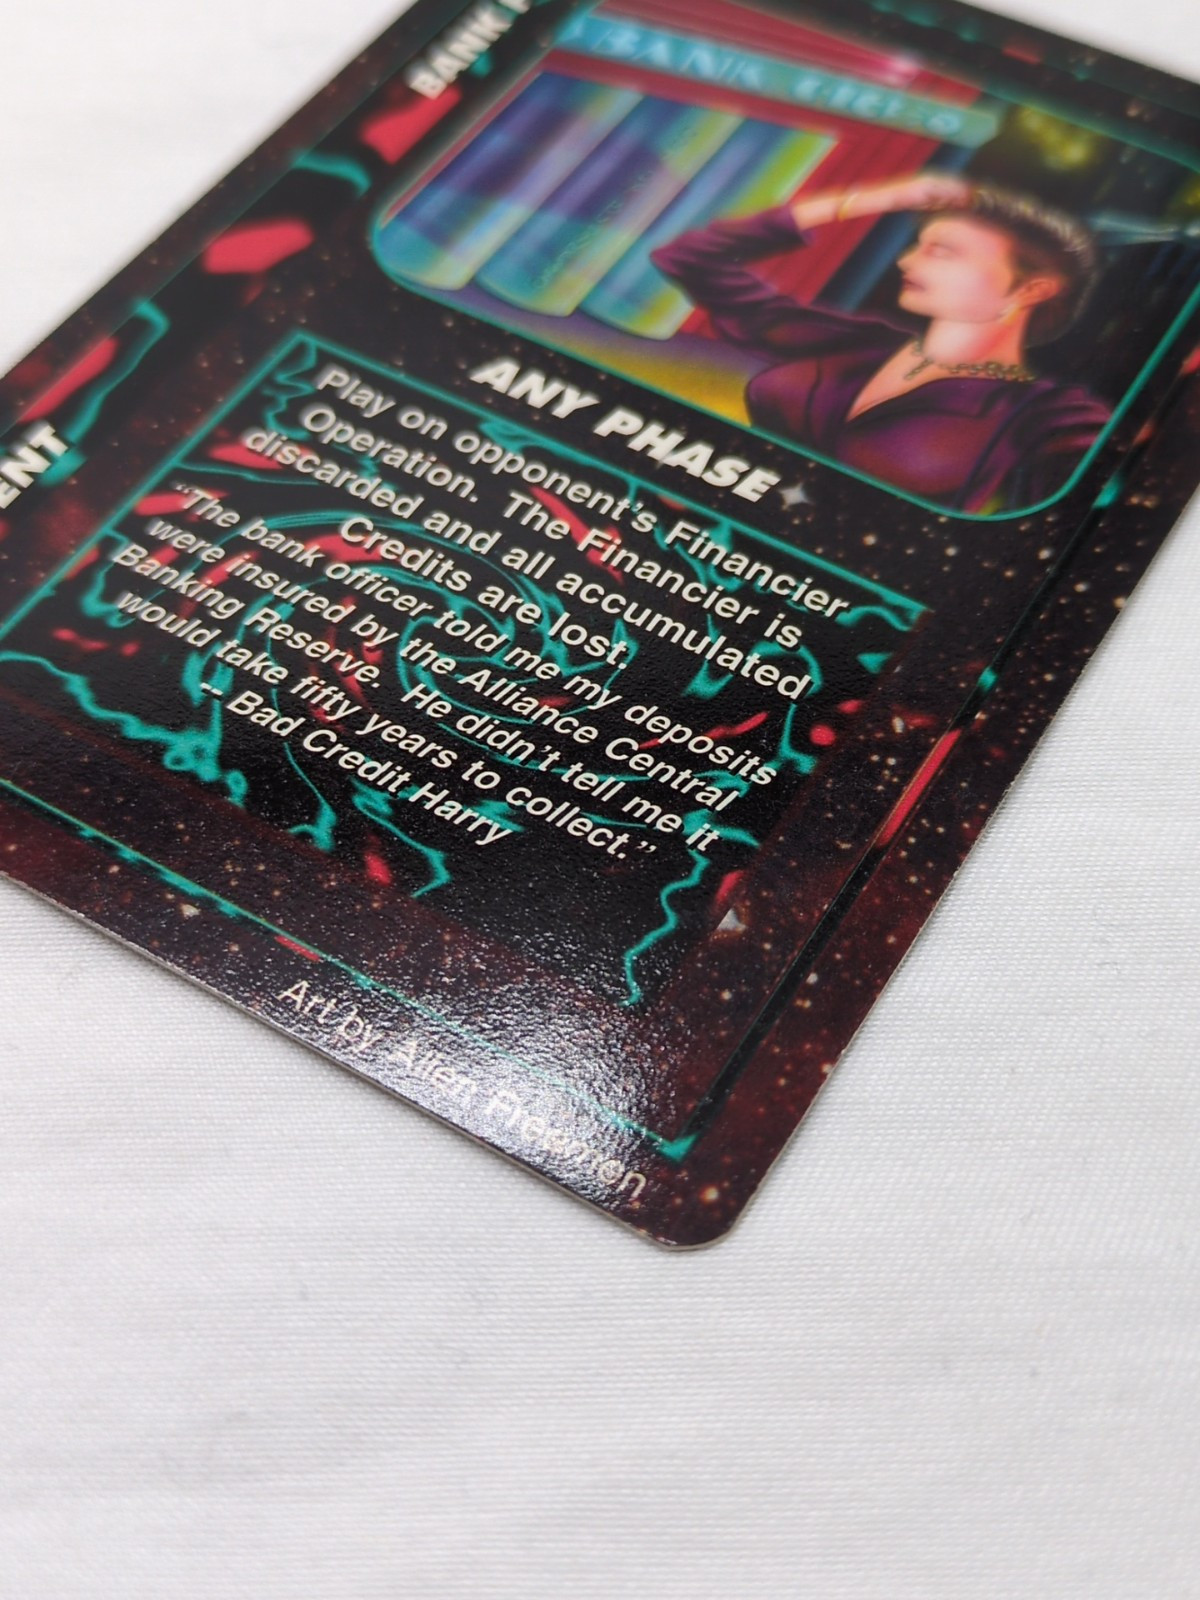 BANK
BANK
ANY PHASE
Play on opponent's Financier
Operation. The Financier is
discarded and all accumulated
Credits are lost.
"The bank officer told me my deposits
were insured by the Alliance Central
Banking Reserve. He didn't tell me it
would take fifty years to collect."
-- Bad Credit Harry
ENT
Art by Allen Freemon